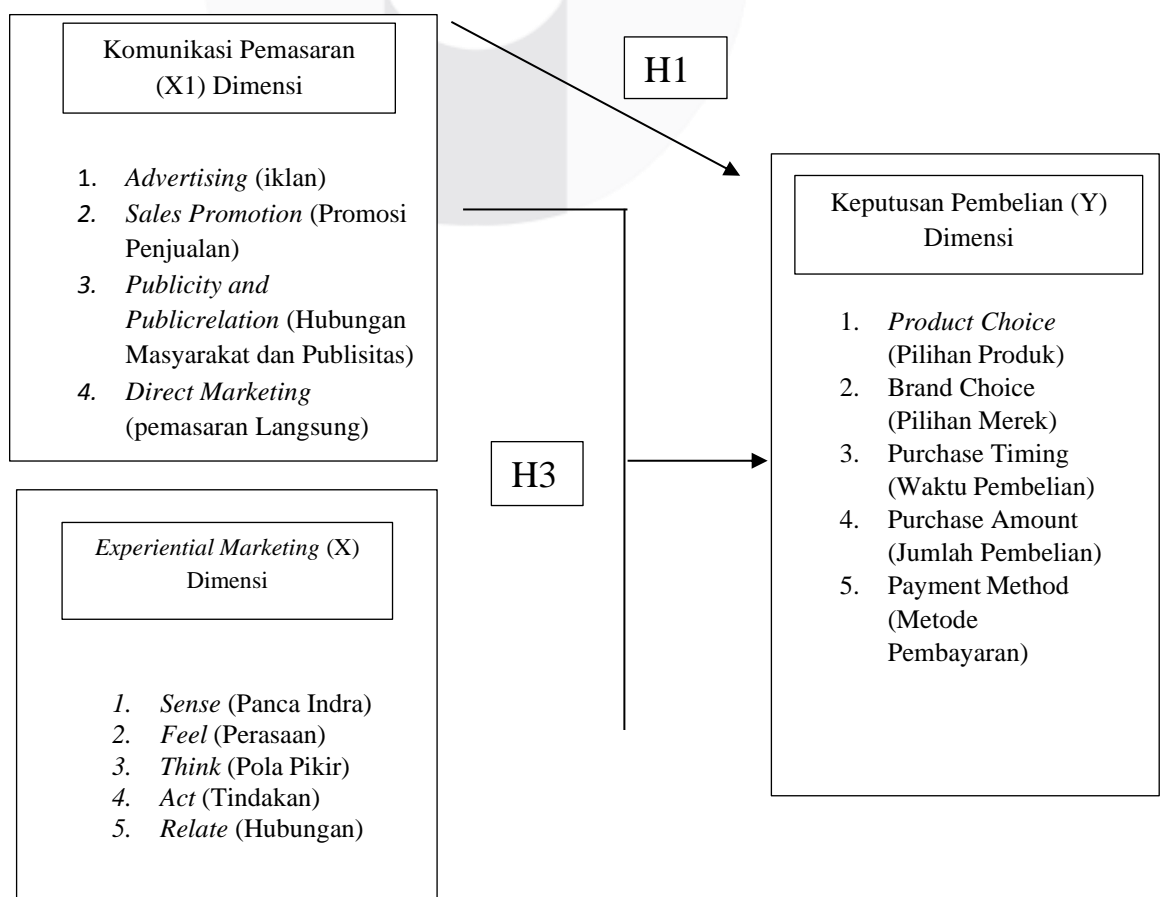 Komunikasi Pemasaran
(X1) Dimensi
1. Advertising (iklan)
2. Sales Promotion (Promosi
Penjualan)
3. Publicity and
Publicrelation (Hubungan
Masyarakat dan Publisitas)
4. Direct Marketing
(pemasaran Langsung)
H1
Experiential Marketing (X)
Dimensi
1. Sense (Panca Indra)
2. Feel (Perasaan)
3. Think (Pola Pikir)
4. Act (Tindakan)
5. Relate (Hubungan)
H3
Keputusan Pembelian (Y)
Dimensi
1. Product Choice
(Pilihan Produk)
2. Brand Choice
(Pilihan Merek)
3. Purchase Timing
(Waktu Pembelian)
4. Purchase Amount
(Jumlah Pembelian)
5. Payment Method
(Metode
Pembayaran)